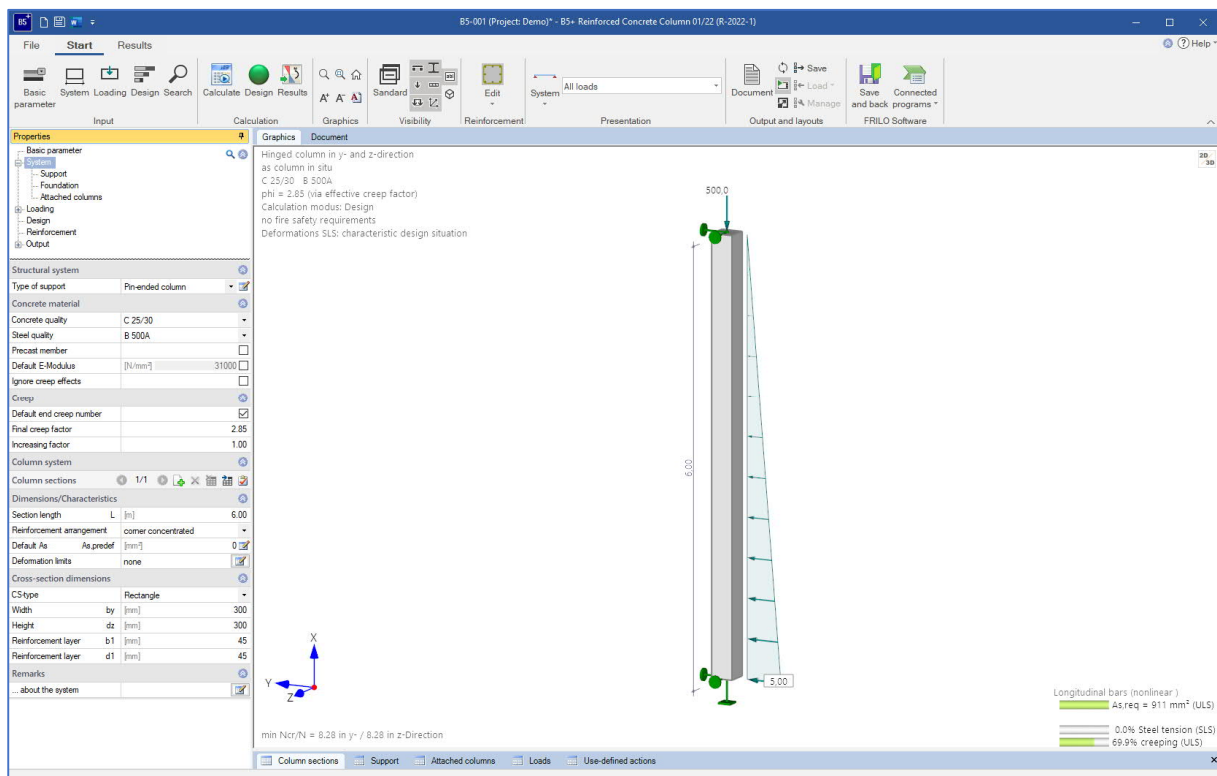 B5+ B5-001 (Project: Demo)* - B5+ Reinforced Concrete Column 01/22 (R-2022-1)
File Start Results Help
Basic parameter System Loading Design Search Calculate Design Results Standard Edit System All loads Document Save Load Manage Save and back Connected programs
Input Calculation Graphics Visibility Reinforcement Presentation Output and layouts FRILO Software
Properties
Basic parameter
System
Support
Foundation
Attached columns
Loading
Design
Reinforcement
Output
Structural system
Type of support Pin-ended column
Concrete material
Concrete quality C 25/30
Steel quality B 500A
Precast member
Default E-Modulus [N/mm²] 31000
Ignore creep effects
Creep
Default end creep number
Final creep factor 2.85
Increasing factor 1.00
Column system
Column sections 1/1
Dimensions/Characteristics
Section length L [m] 6.00
Reinforcement arrangement corner concentrated
Default As As,predef [mm²] 0
Deformation limits none
Cross-section dimensions
CS-type Rectangle
Width by [mm] 300
Height dz [mm] 300
Reinforcement layer b1 [mm] 45
Reinforcement layer d1 [mm] 45
Remarks
... about the system
Graphics Document
Hinged column in y- and z-direction
as column in situ
C 25/30 B 500A
phi = 2.85 (via effective creep factor)
Calculation modus: Design
no fire safety requirements
Deformations SLS: characteristic design situation
2D
3D
500,0
6.00
5,00
X
Y
Z
Longitudinal bars (nonlinear )
As,req = 911 mm² (ULS)
0.0% Steel tension (SLS)
69.9% creeping (ULS)
min Ncr/N = 8.28 in y- / 8.28 in z-Direction
Column sections Support Attached columns Loads Use-defined actions